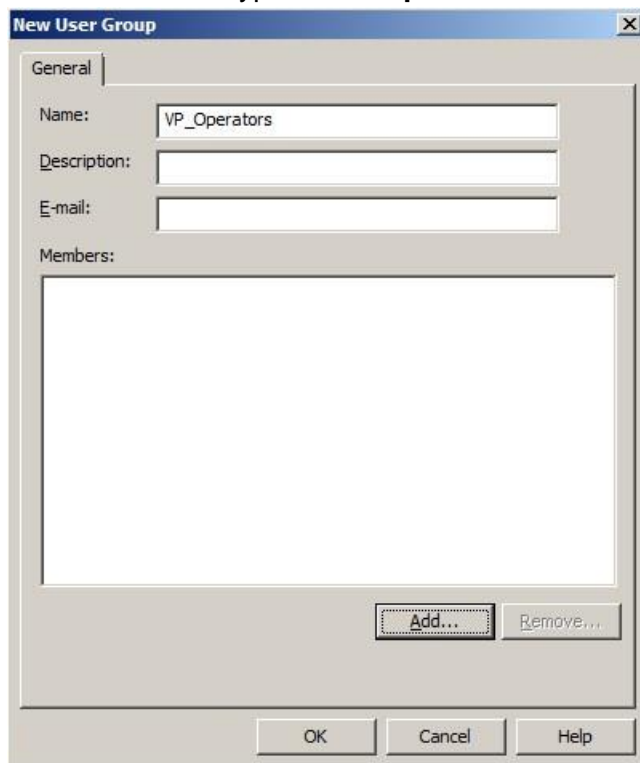 New User Group
General
Name: VP_Operators
Description:
E-mail:
Members:
Add... Remove...
OK Cancel Help